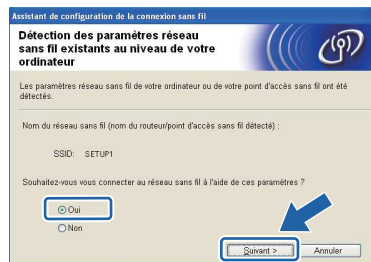 Assistant de configuration de la connexion sans fil
Détection des paramètres réseau
sans fil existants au niveau de votre
ordinateur
Les paramètres réseau sans fil de votre ordinateur ou de votre point d'accès sans fil ont été
détectés.
Nom du réseau sans fil (nom du routeur/point d'accès sans fil détecté) :
SSID: SETUP1
Souhaitez-vous vous connecter au réseau sans fil à l'aide de ces paramètres ?
Oui
Non
Suivant >
Annuler